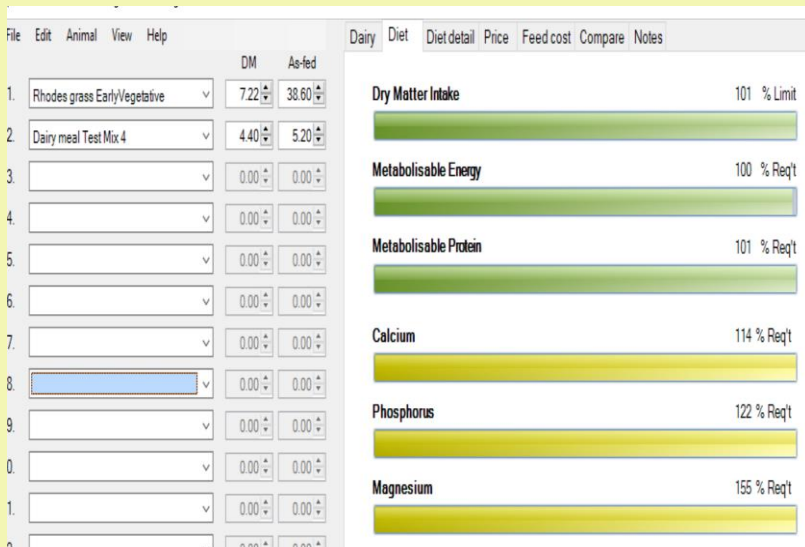 File Edit Animal View Help
Dairy Diet Diet detail Price Feed cost Compare Notes
DM As-fed
1. Rhodes grass EarlyVegetative 7.22 38.60
Dry Matter Intake 101 % Limit
2. Dairy meal Test Mix 4 4.40 5.20
3. 0.00 0.00
Metabolisable Energy 100 % Req't
4. 0.00 0.00
5. 0.00 0.00
Metabolisable Protein 101 % Req't
6. 0.00 0.00
7. 0.00 0.00
Calcium 114 % Req't
8. 0.00 0.00
9. 0.00 0.00
Phosphorus 122 % Req't
0. 0.00 0.00
Magnesium 155 % Req't
1. 0.00 0.00